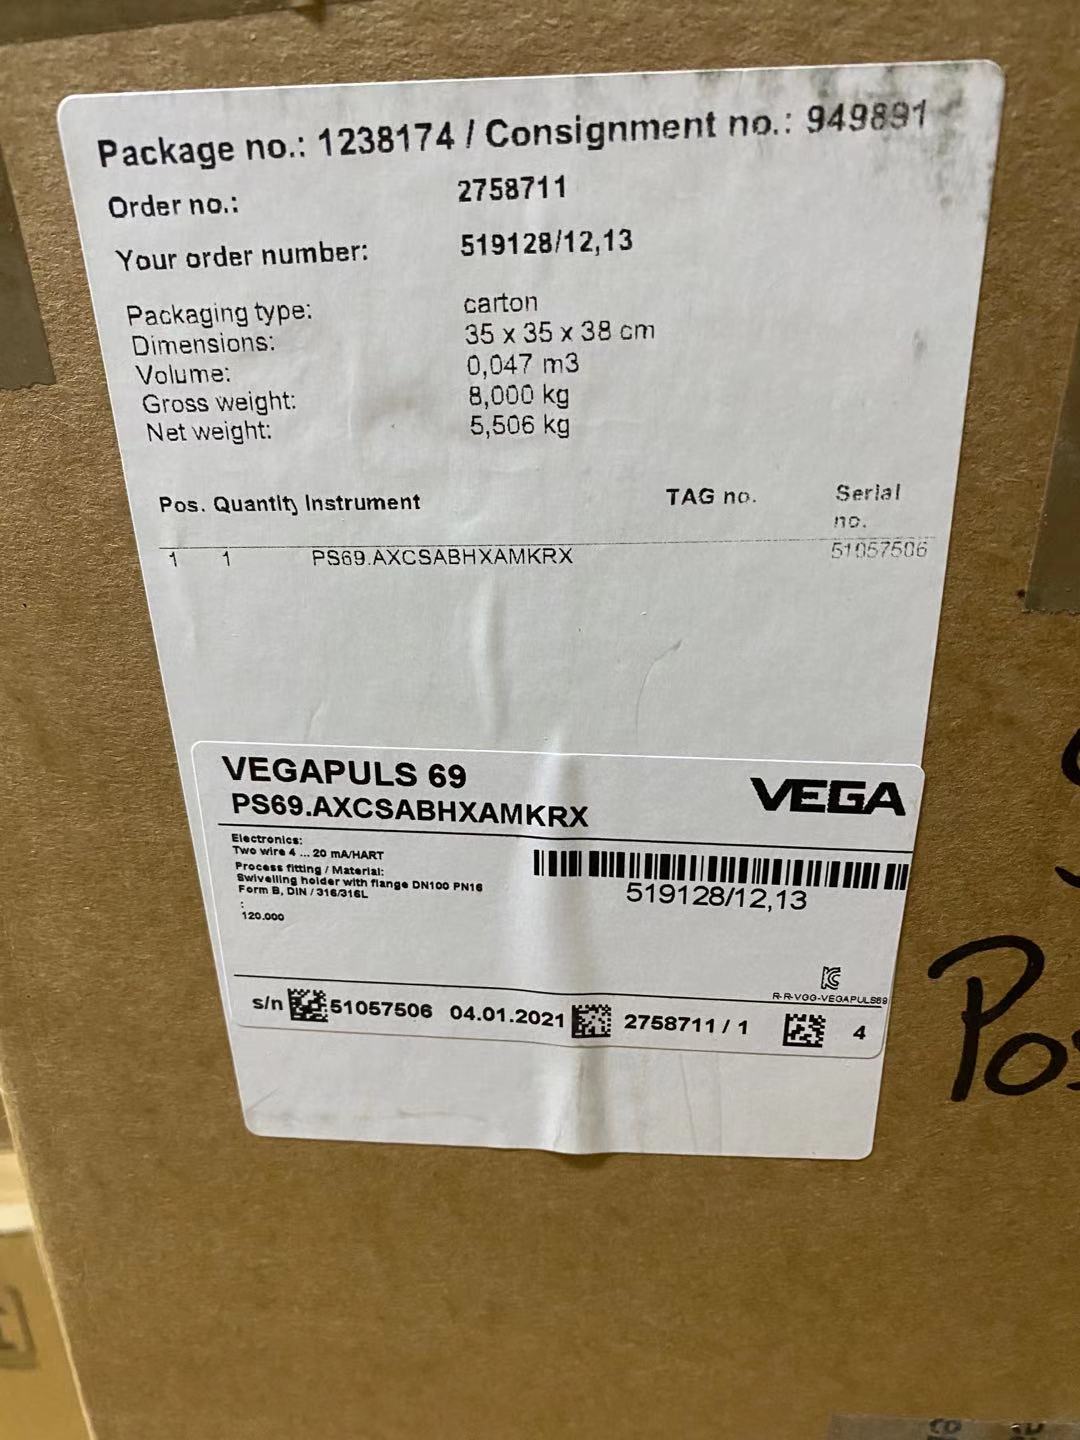 Package no.: 1238174 / Consignment no.: 949891
Order no.: 2758711
Your order number: 519128/12,13
Packaging type: carton
Dimensions: 35 x 35 x 38 cm
Volume: 0,047 m3
Gross weight: 8,000 kg
Net weight: 5,506 kg
Pos. Quantity Instrument TAG no. Serial no.
1 1 PS69.AXCSABHXAMKRX 51057506
VEGAPULS 69
PS69.AXCSABHXAMKRX
VEGA
Electronics:
Two wire 4 ... 20 mA/HART
Process fitting / Material:
Swivelling holder with flange DN100 PN16
Form B, DIN / 316/316L
:
120.000
519128/12,13
R-R-VGG-VEGAPULS69
s/n 51057506 04.01.2021 2758711 / 1 4
Pos